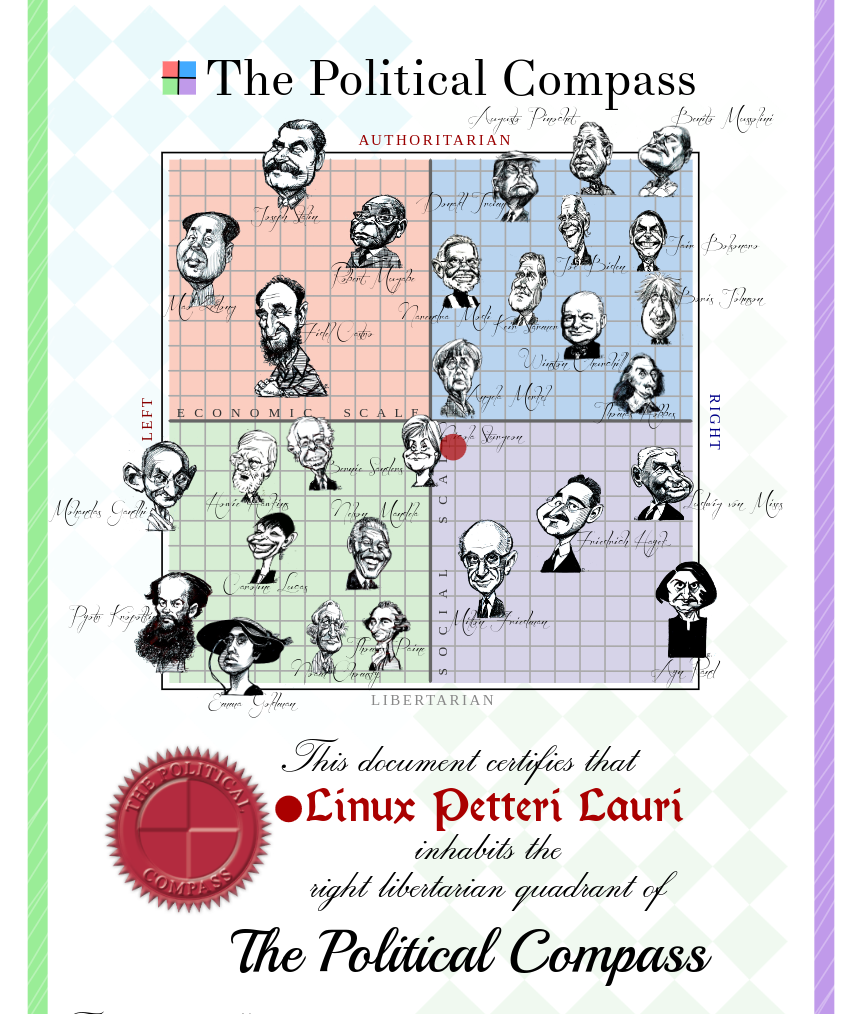 The Political Compass
Augusto Pinochet
Benito Mussolini
AUTHORITARIAN
Donald Trump
Joseph Stalin
Jair Bolsonaro
Joe Biden
Robert Mugabe
Boris Johnson
Mao Zedong
Narendra Modi
Keir Starmer
Fidel Castro
Winston Churchill
Angela Merkel
LEFT
RIGHT
ECONOMIC SCALE
Thomas Hobbes
Nicola Sturgeon
Bernie Sanders
Howie Hawkins
Ludwig von Mises
Mohandas Gandhi
Nelson Mandela
Friedrich Hayek
SOCIAL SCA
Caroline Lucas
Pyotr Kropotkin
Milton Friedman
Thomas Paine
Noam Chomsky
Ayn Rand
Emma Goldman
LIBERTARIAN
THE POLITICAL
COMPASS
This document certifies that
Linux Petteri Lauri
inhabits the
right libertarian quadrant of
The Political Compass